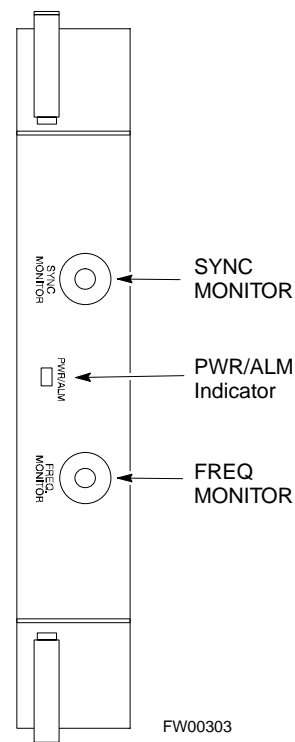 SYNC
MONITOR
SYNC
MONITOR
PWR/ALM
PWR/ALM
Indicator
FREQ
MONITOR
FREQ
MONITOR
FW00303